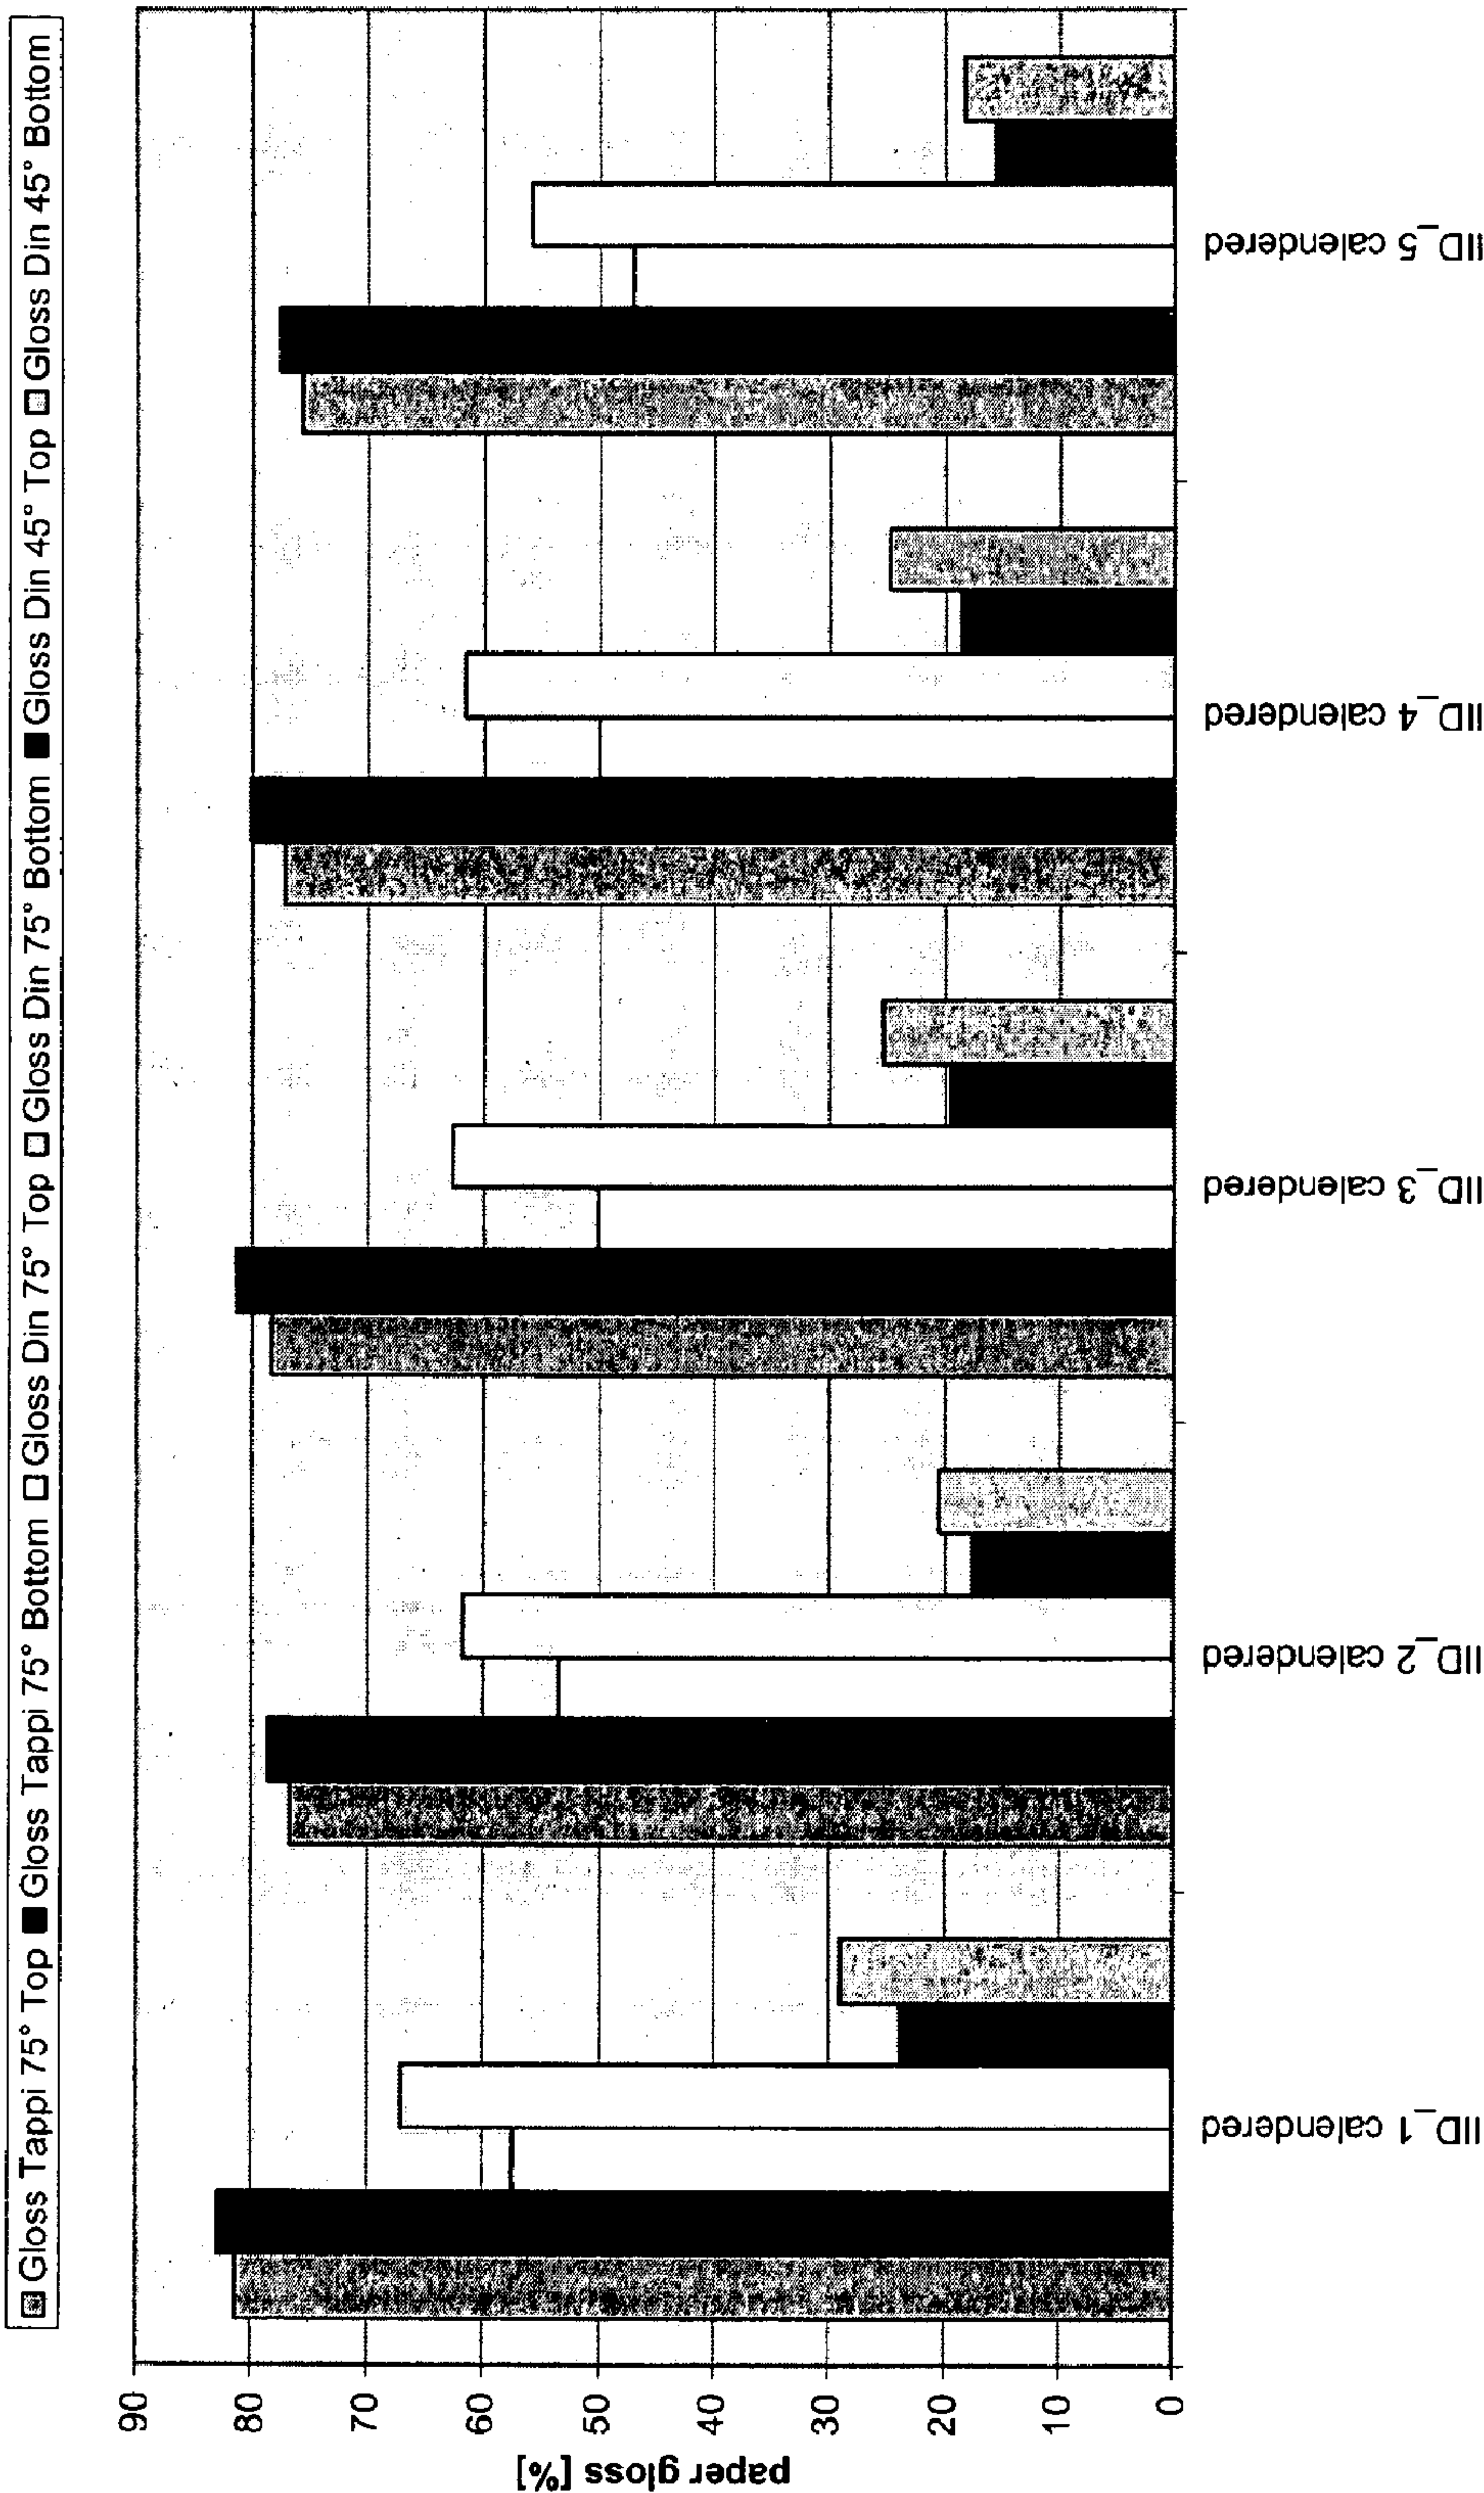 Gloss Tappi 75° Top Gloss Tappi 75° Bottom Gloss Din 75° Top Gloss Din 75° Bottom Gloss Din 45° Top Gloss Din 45° Bottom
paper gloss [%]
90
80
70
60
50
40
30
20
10
0
IID_1 calendered
IID_2 calendered
IID_3 calendered
IID_4 calendered
IID_5 calendered